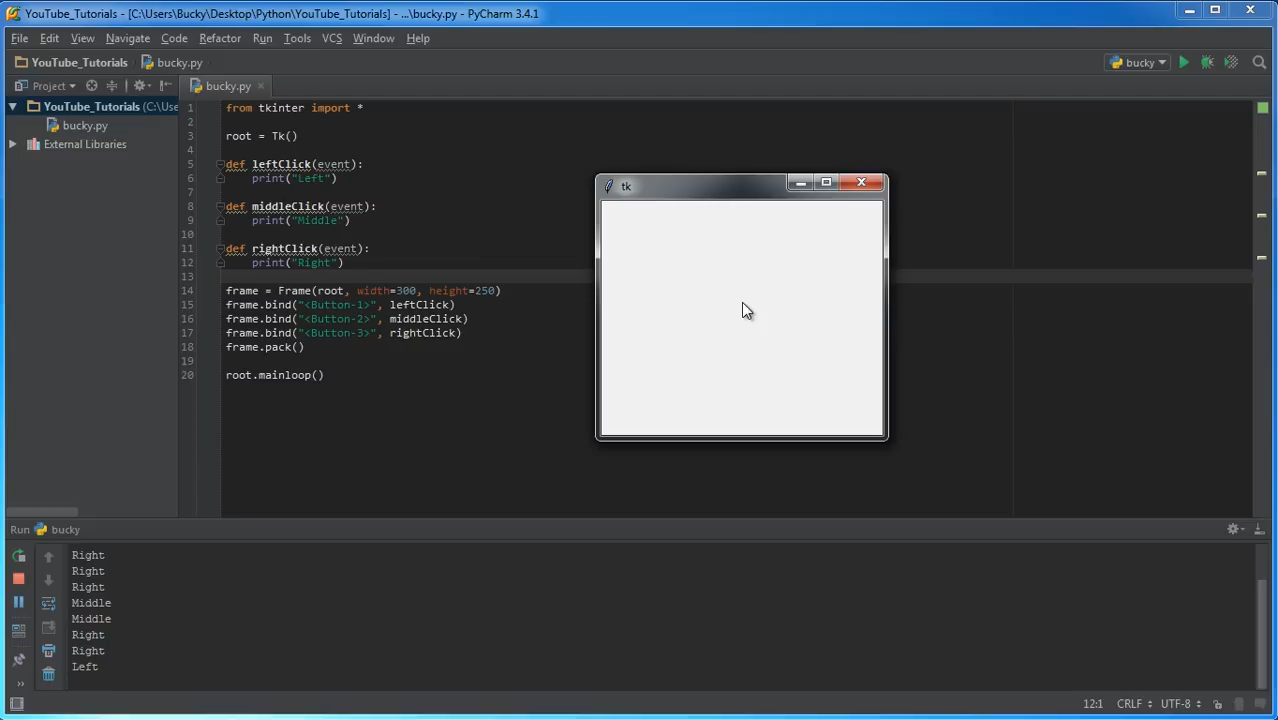 YouTube_Tutorials - [C:\Users\Bucky\Desktop\Python\YouTube_Tutorials] - ...\bucky.py - PyCharm 3.4.1
File Edit View Navigate Code Refactor Run Tools VCS Window Help
YouTube_Tutorials bucky.py bucky
Project bucky.py
YouTube_Tutorials (C:\Use
bucky.py
External Libraries
1 from tkinter import *
2
3 root = Tk()
4
5 def leftClick(event):
6 print("Left")
7
8 def middleClick(event):
9 print("Middle")
10
11 def rightClick(event):
12 print("Right")
13
14 frame = Frame(root, width=300, height=250)
15 frame.bind("<Button-1>", leftClick)
16 frame.bind("<Button-2>", middleClick)
17 frame.bind("<Button-3>", rightClick)
18 frame.pack()
19
20 root.mainloop()
tk
Run bucky
Right
Right
Right
Middle
Middle
Right
Right
Left
12:1 CRLF UTF-8